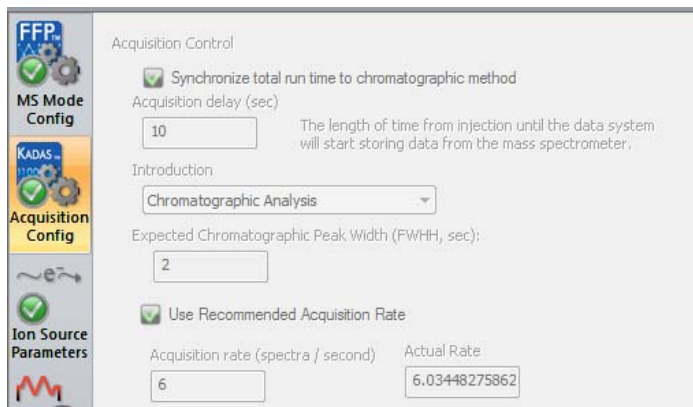 FFP™
MS Mode
Config
KADAS™
Acquisition
Config
~e~
Ion Source
Parameters
Acquisition Control
Synchronize total run time to chromatographic method
Acquisition delay (sec)
10
The length of time from injection until the data system
will start storing data from the mass spectrometer.
Introduction
Chromatographic Analysis
Expected Chromatographic Peak Width (FWHH, sec):
2
Use Recommended Acquisition Rate
Acquisition rate (spectra / second)
Actual Rate
6
6.03448275862